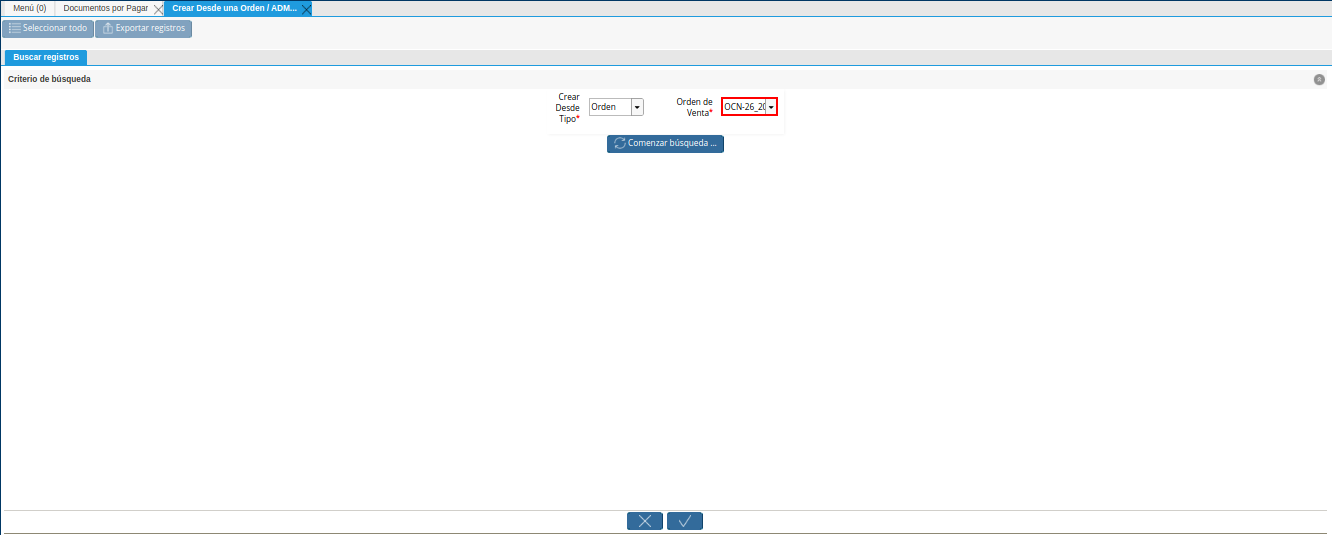 Menú (0)
Documentos por Pagar
Crear Desde una Orden / ADM...
Seleccionar todo
Exportar registros
Buscar registros
Criterio de búsqueda
Crear
Desde
Tipo*
Orden
Orden de
Venta*
OCN-26_20
Comenzar búsqueda ...